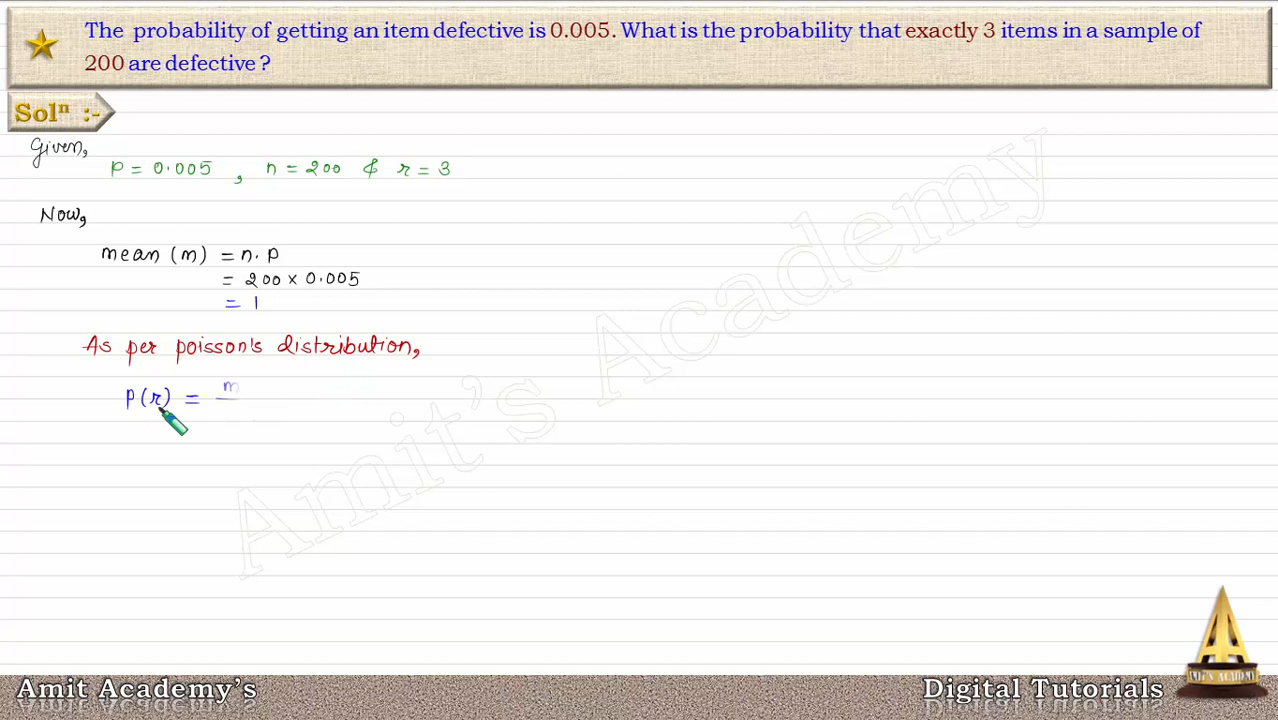 The probability of getting an item defective is 0.005. What is the probability that exactly 3 items in a sample of
200 are defective ?
Solⁿ :-
Given,
P = 0.005 , n = 200 & r = 3
Now,
mean (m) = n. p
= 200 × 0.005
= 1
As per poisson's distribution,
P(r) = m
Amit's Academy
AMIT'S ACADEMY
Amit Academy's
Digital Tutorials